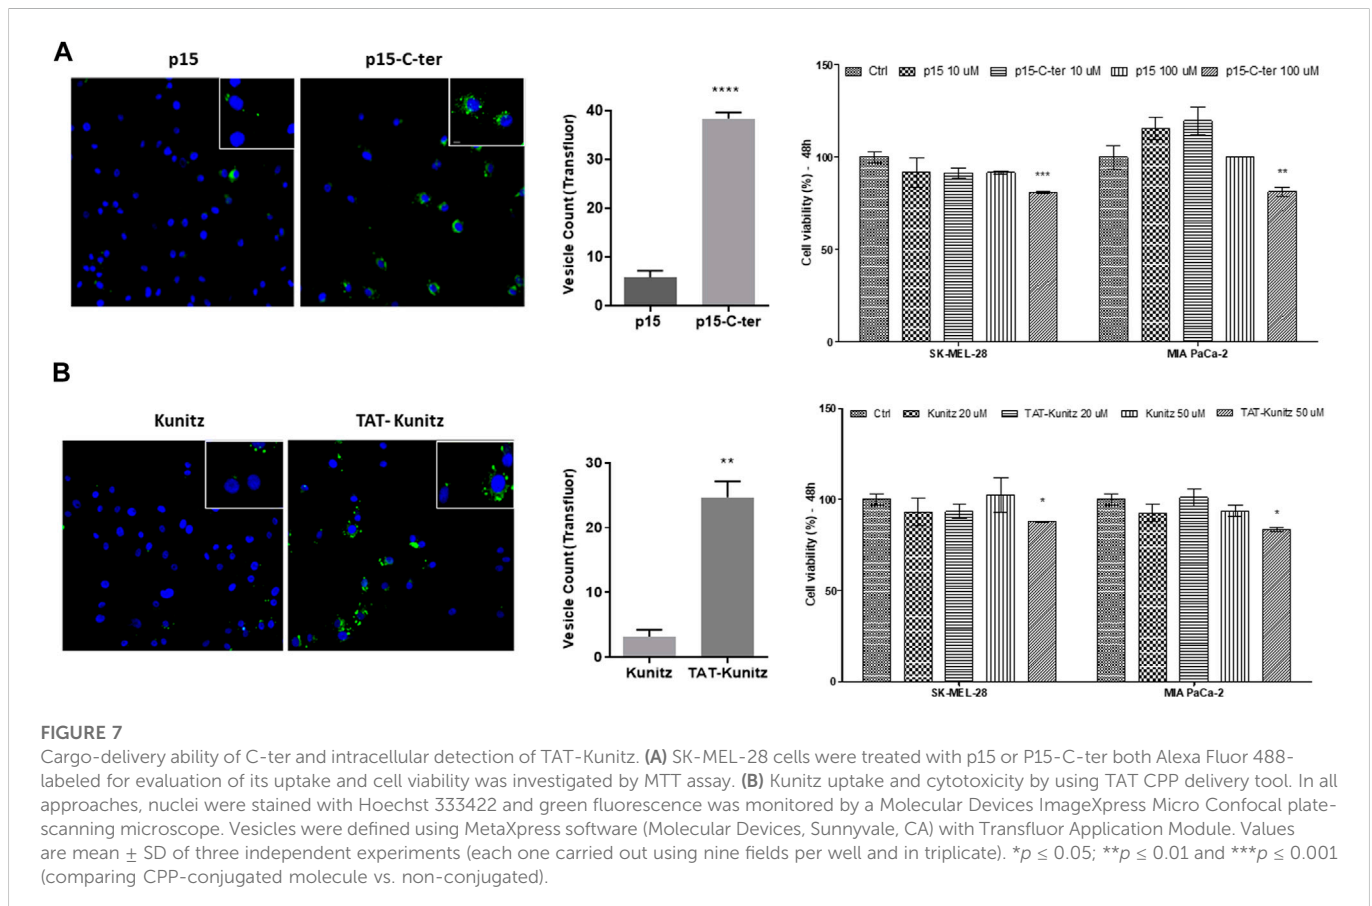 A
p15
p15-C-ter
****
Vesicle Count (Transfluor)
40
30
20
10
0
p15
p15-C-ter
Cell viability (%) - 48h
150
100
50
0
Ctrl
p15 10 uM
p15-C-ter 10 uM
p15 100 uM
p15-C-ter 100 uM
***
**
SK-MEL-28
MIA PaCa-2
B
Kunitz
TAT- Kunitz
**
Vesicle Count (Transfluor)
30
20
10
0
Kunitz
TAT-Kunitz
Cell viability (%) - 48h
150
100
50
0
Ctrl
Kunitz 20 uM
TAT-Kunitz 20 uM
Kunitz 50 uM
TAT-Kunitz 50 uM
*
*
SK-MEL-28
MIA PaCa-2
FIGURE 7
Cargo-delivery ability of C-ter and intracellular detection of TAT-Kunitz. (A) SK-MEL-28 cells were treated with p15 or P15-C-ter both Alexa Fluor 488-
labeled for evaluation of its uptake and cell viability was investigated by MTT assay. (B) Kunitz uptake and cytotoxicity by using TAT CPP delivery tool. In all
approaches, nuclei were stained with Hoechst 333422 and green fluorescence was monitored by a Molecular Devices ImageXpress Micro Confocal plate-
scanning microscope. Vesicles were defined using MetaXpress software (Molecular Devices, Sunnyvale, CA) with Transfluor Application Module. Values
are mean ± SD of three independent experiments (each one carried out using nine fields per well and in triplicate). *p ≤ 0.05; **p ≤ 0.01 and ***p ≤ 0.001
(comparing CPP-conjugated molecule vs. non-conjugated).